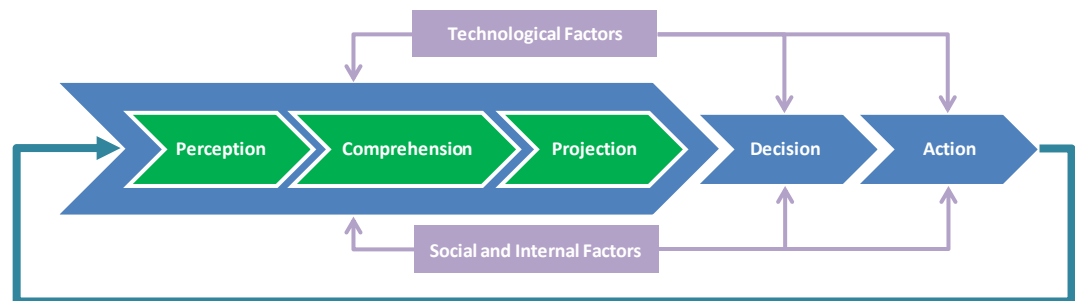 Technological Factors
Perception
Comprehension
Projection
Decision
Action
Social and Internal Factors